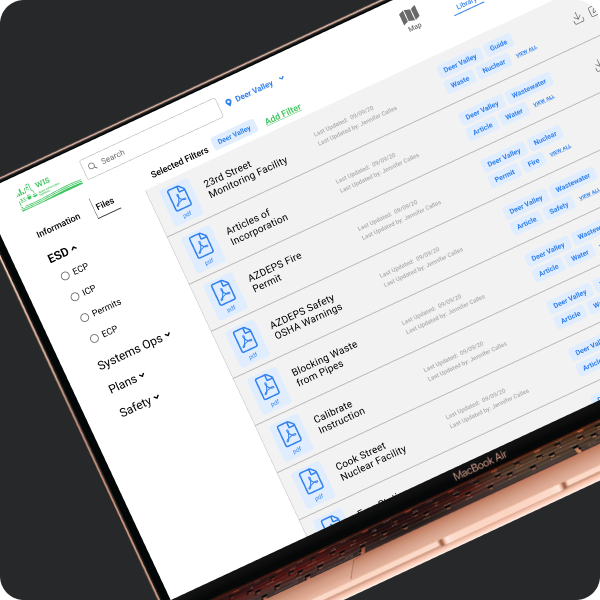 Map
Library
Search
Deer Valley
Selected Filters
Deer Valley
Add Filter
WIS
Information
Files
ESD
ECP
ICP
Permits
ECP
Systems Ops
Plans
Safety
pdf
23rd Street
Monitoring Facility
Last Updated: 09/09/20
Last Updated by: Jennifer Calles
Deer Valley
Guide
Waste
Nuclear
VIEW ALL
pdf
Articles of
Incorporation
Last Updated: 09/09/20
Last Updated by: Jennifer Calles
Deer Valley
Wastewater
Article
Water
VIEW ALL
pdf
AZDEPS Fire
Permit
Last Updated: 09/09/20
Last Updated by: Jennifer Calles
Deer Valley
Nuclear
Permit
Fire
VIEW ALL
pdf
AZDEPS Safety
OSHA Warnings
Last Updated: 09/09/20
Last Updated by: Jennifer Calles
Deer Valley
Wastewater
Article
Safety
VIEW ALL
pdf
Blocking Waste
from Pipes
Last Updated: 09/09/20
Last Updated by: Jennifer Calles
Deer Valley
Article
Water
pdf
Calibrate
Instruction
Last Updated: 09/09/20
Last Updated by: Jennifer Calles
Deer Valley
Article
pdf
Cook Street
Nuclear Facility
Last Updated: 09/09/20
Last Updated by: Jennifer Calles
MacBook Air